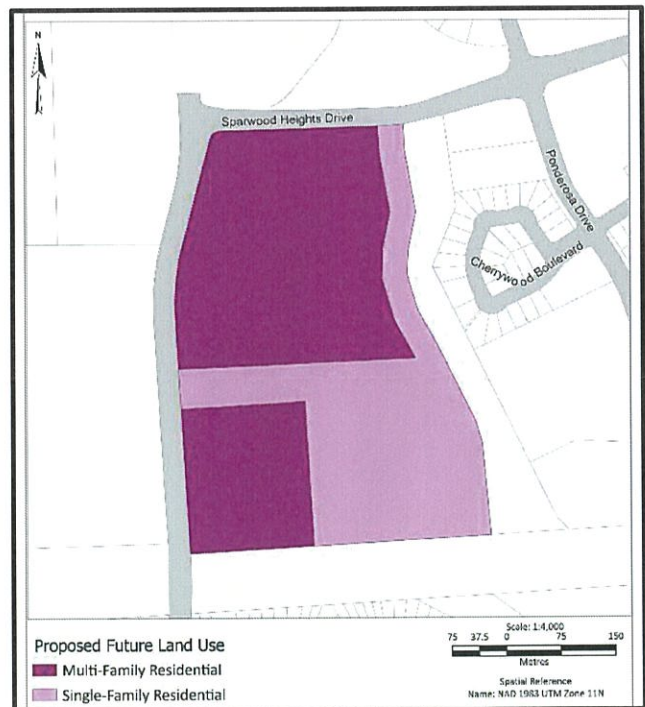 N
Sparwood Heights Drive
Ponderosa Drive
Cherrywood Boulevard
Proposed Future Land Use
Multi-Family Residential
Single-Family Residential
Scale: 1:4,000
75 37.5 0 75 150
Metres
Spatial Reference
Name: NAD 1983 UTM Zone 11N